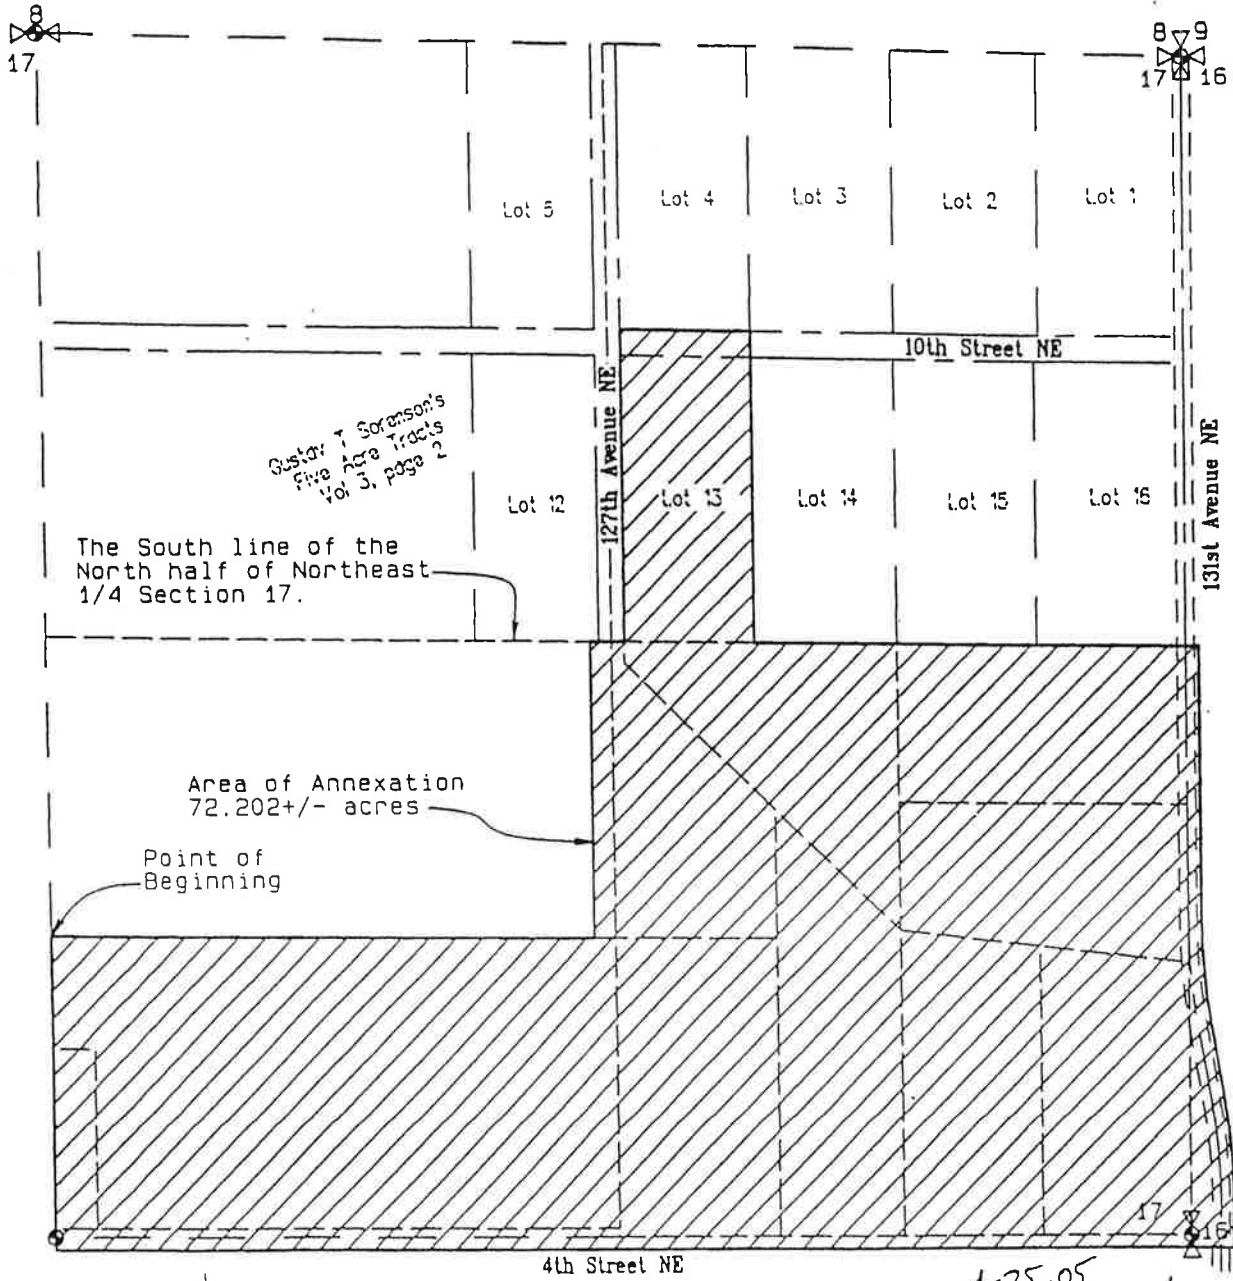 8
17
8 9
17 16
Lot 5
Lot 4
Lot 3
Lot 2
Lot 1
10th Street NE
127th Avenue NE
131st Avenue NE
Gustav T Sorenson's
Five Acre Tracts
Vol 3, page 2
Lot 12
Lot 13
Lot 14
Lot 15
Lot 16
The South line of the
North half of Northeast
1/4 Section 17.
Area of Annexation
72.202+/- acres
Point of
Beginning
17
16
4th Street NE